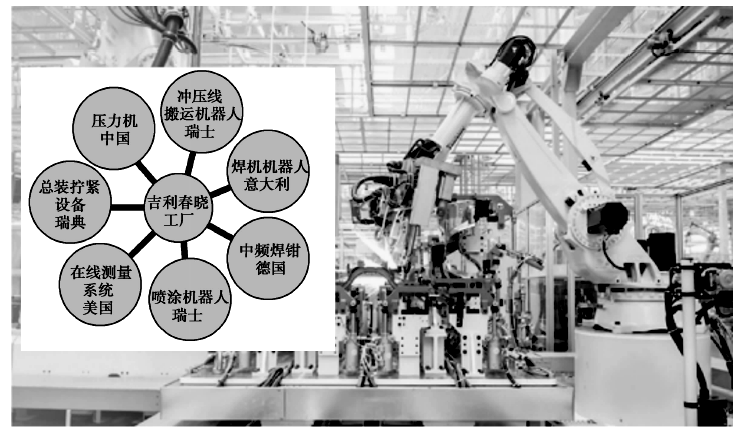 冲压线
搬运机器人
瑞士
压力机
中国
焊机机器人
意大利
总装拧紧
设备
瑞典
吉利春晓
工厂
中频焊钳
德国
在线测量
系统
美国
喷涂机器人
瑞士